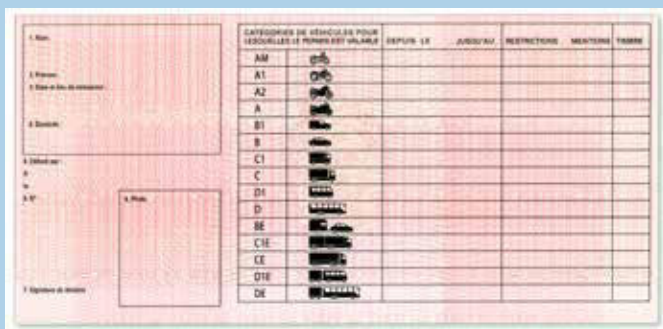 1. Nom :
2. Prénom :
3. Date et lieu de naissance :
8. Domicile :
4. Délivré par :
A
le
5. N°
6. Photo
7. Signature du titulaire
CATÉGORIES DE VÉHICULES POUR LESQUELLES LE PERMIS EST VALABLE
DEPUIS LE
JUSQU'AU
RESTRICTIONS
MENTIONS
TIMBRE
AM
A1
A2
A
B1
B
C1
C
D1
D
BE
C1E
CE
D1E
DE